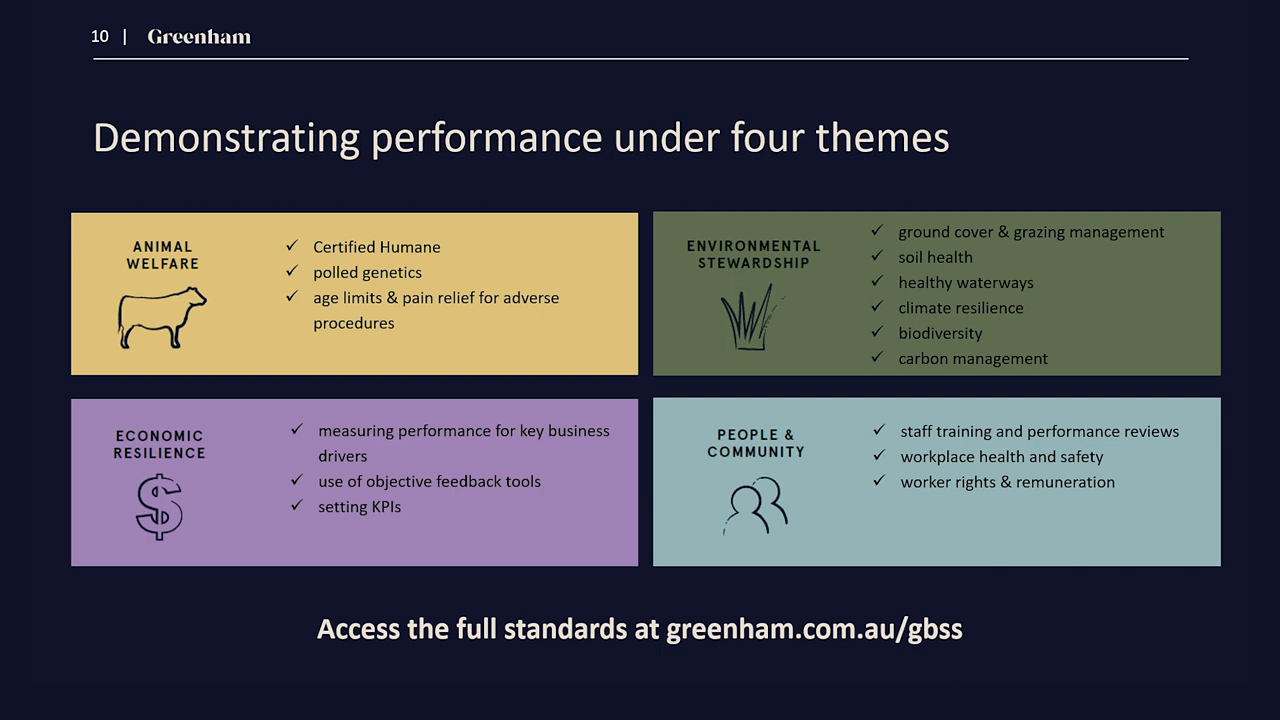 10 | Greenham
Demonstrating performance under four themes
ANIMAL
WELFARE
✓ Certified Humane
✓ polled genetics
✓ age limits & pain relief for adverse
procedures
ENVIRONMENTAL
STEWARDSHIP
✓ ground cover & grazing management
✓ soil health
✓ healthy waterways
✓ climate resilience
✓ biodiversity
✓ carbon management
ECONOMIC
RESILIENCE
✓ measuring performance for key business
drivers
✓ use of objective feedback tools
✓ setting KPIs
PEOPLE &
COMMUNITY
✓ staff training and performance reviews
✓ workplace health and safety
✓ worker rights & remuneration
Access the full standards at greenham.com.au/gbss